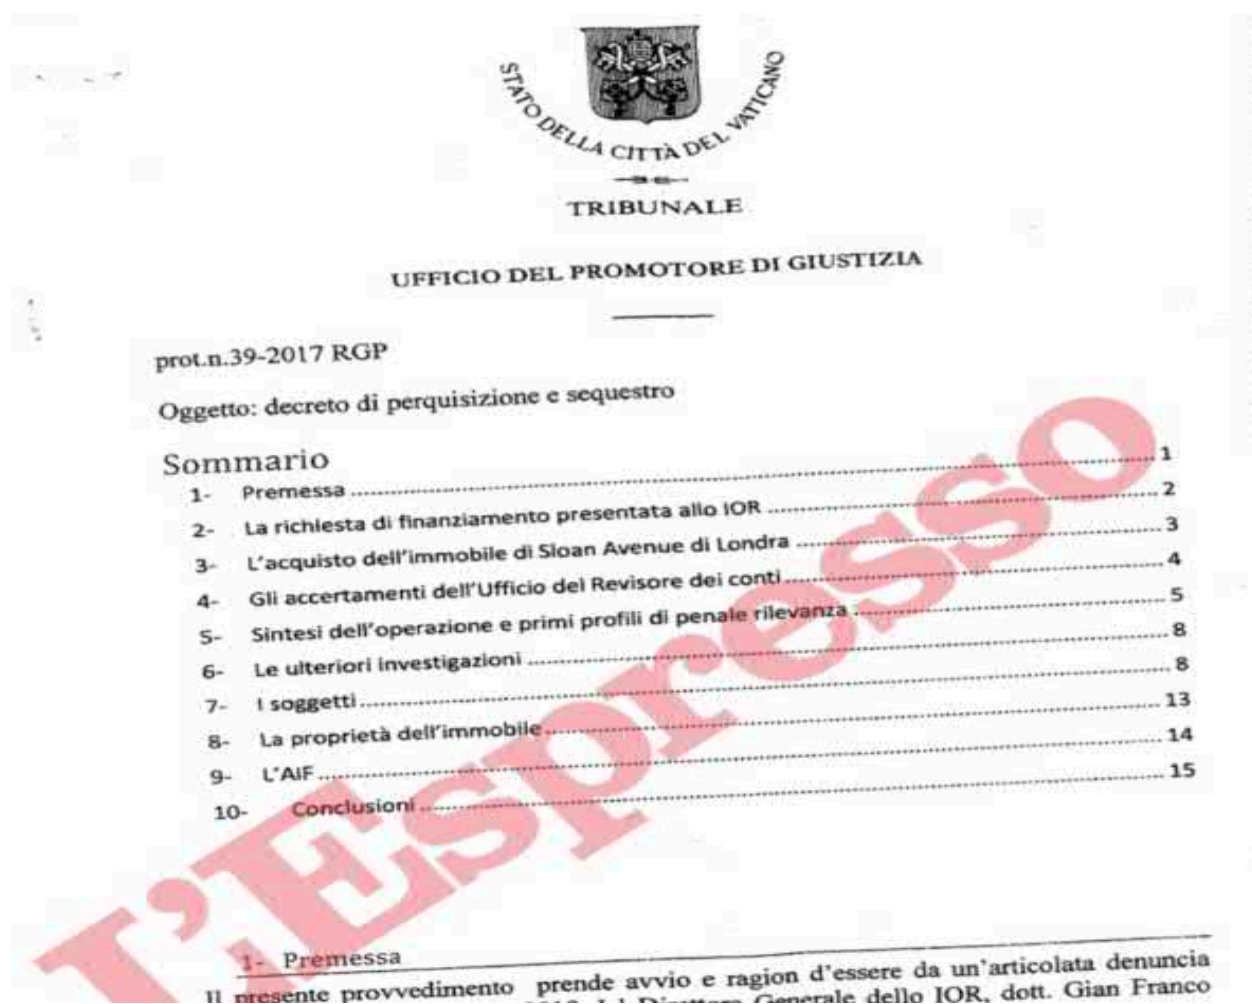 STATO DELLA CITTÀ DEL VATICANO
TRIBUNALE
UFFICIO DEL PROMOTORE DI GIUSTIZIA
prot.n.39-2017 RGP
Oggetto: decreto di perquisizione e sequestro
Sommario
1- Premessa 1
2- La richiesta di finanziamento presentata allo IOR 2
3- L'acquisto dell'immobile di Sloan Avenue di Londra 3
4- Gli accertamenti dell'Ufficio del Revisore dei conti 4
5- Sintesi dell'operazione e primi profili di penale rilevanza 5
6- Le ulteriori investigazioni 8
7- I soggetti 8
8- La proprietà dell'immobile 13
9- L'AIF 14
10- Conclusioni 15
L'Espresso
1- Premessa
Il presente provvedimento prende avvio e ragion d'essere da un'articolata denuncia
Direttore Generale dello IOR, dott. Gian Franco